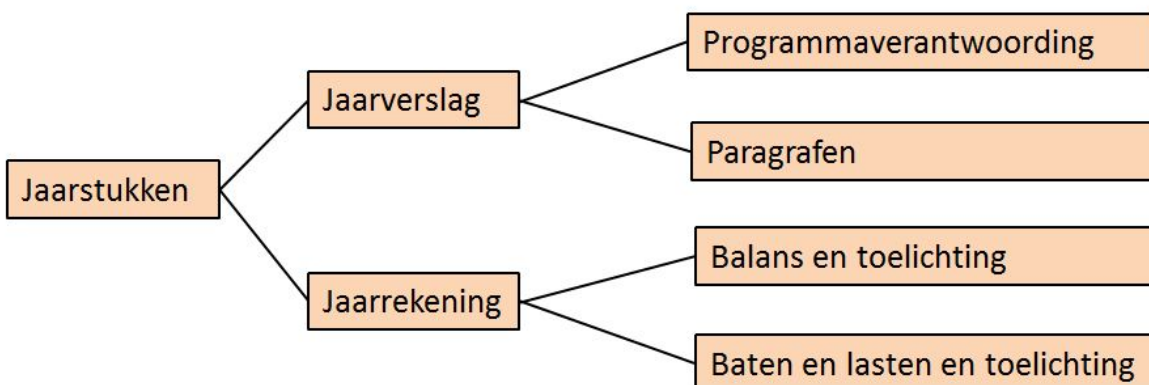 Programmaverantwoording
Jaarverslag
Paragrafen
Jaarstukken
Balans en toelichting
Jaarrekening
Baten en lasten en toelichting